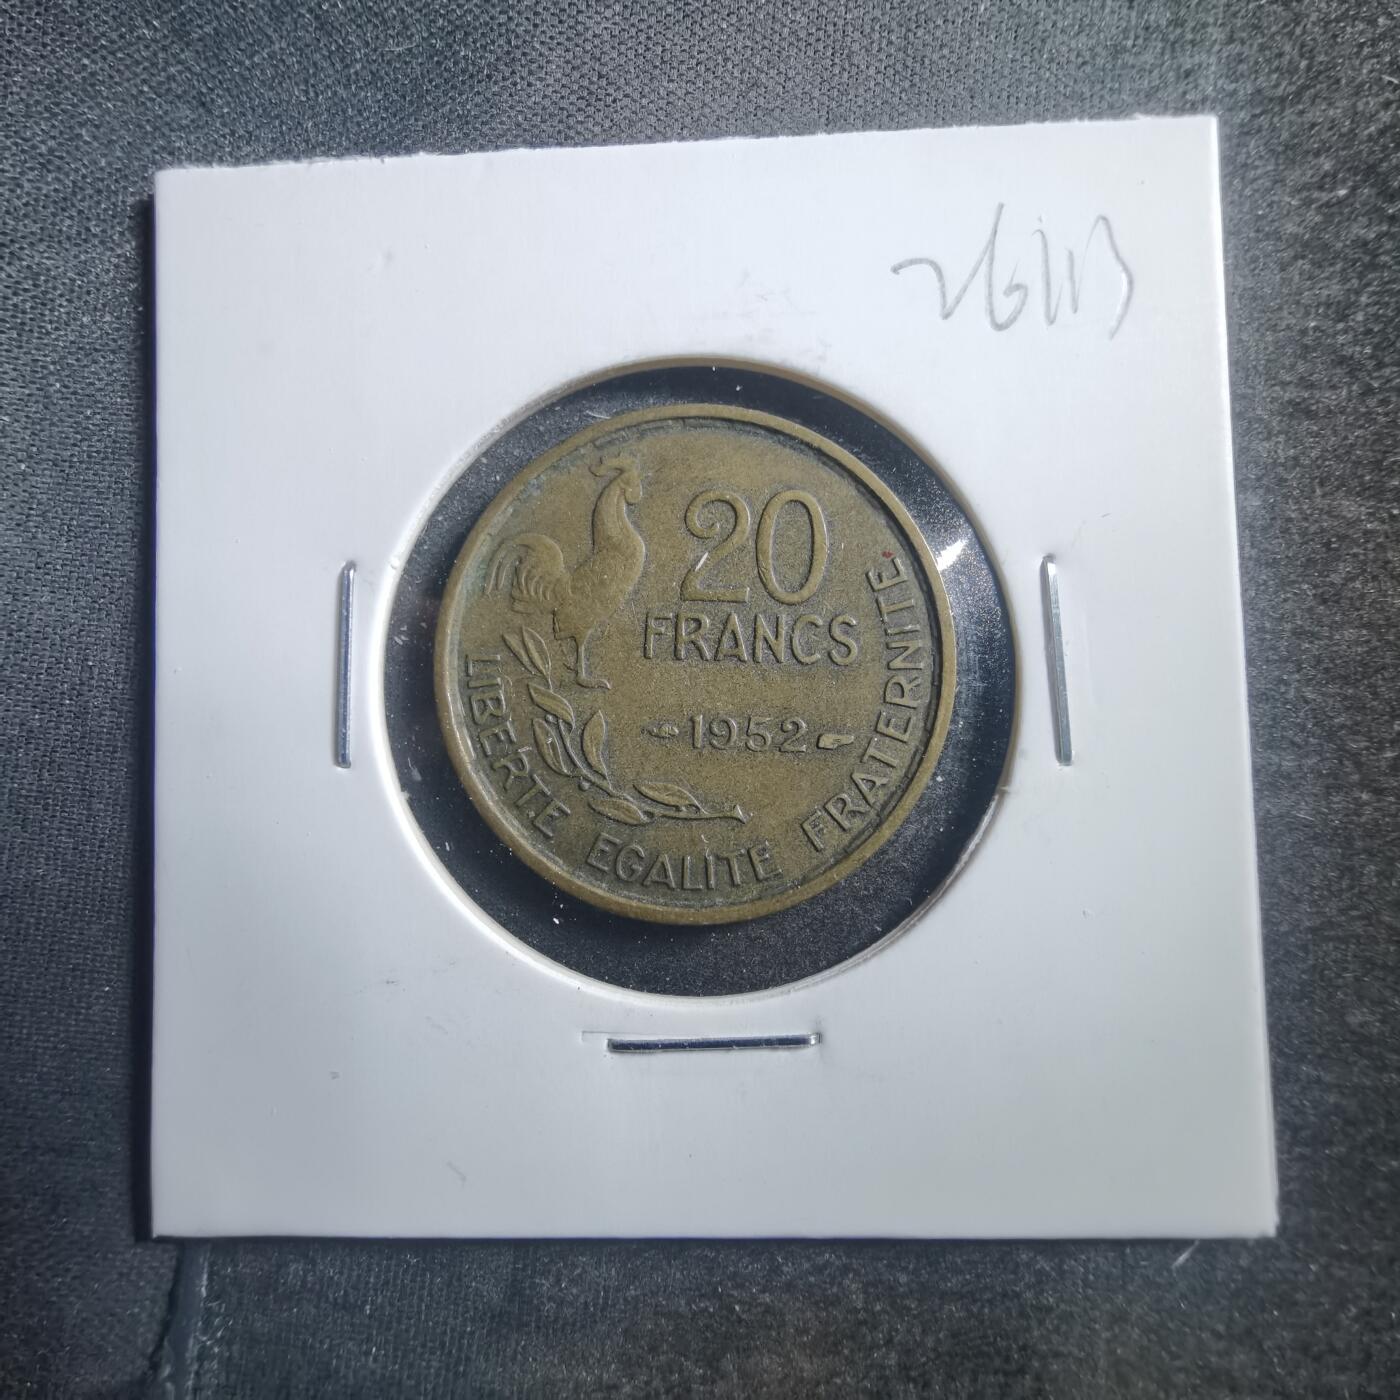 20
FRANCS
1952
LIBERTE EGALITE FRATERNITE